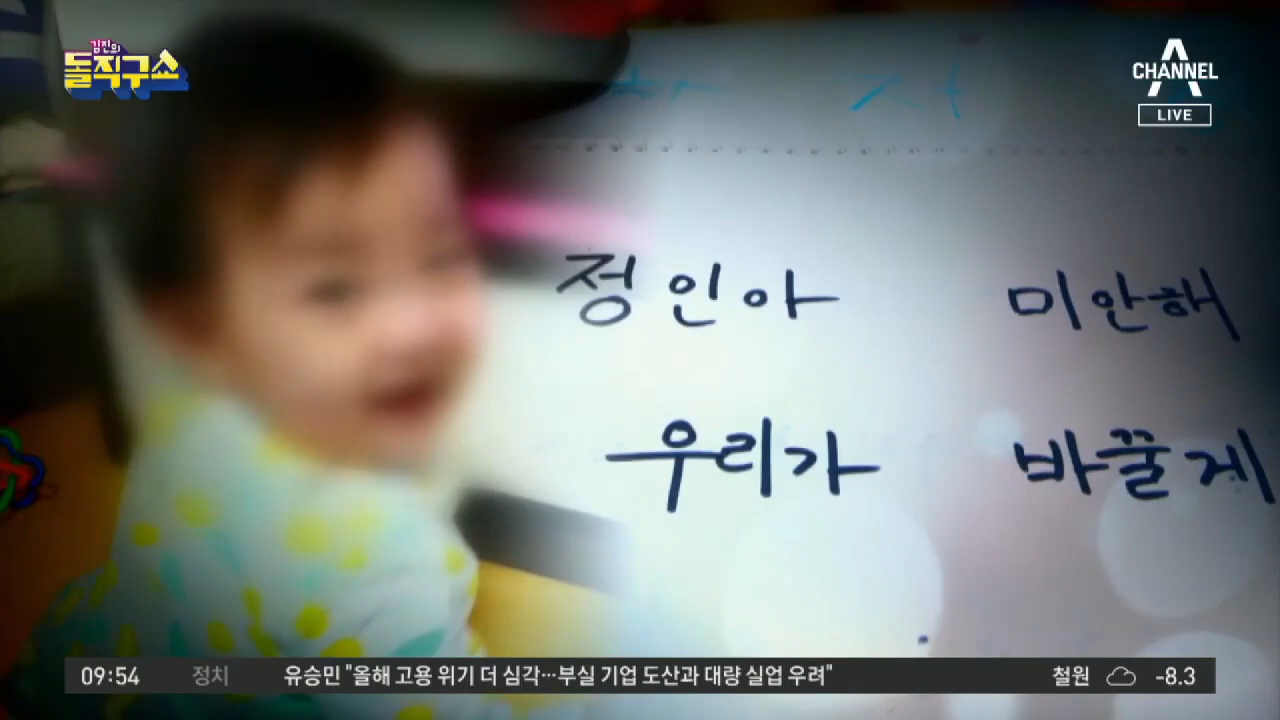 김진의
돌직구쇼
CHANNEL A
LIVE
정인아 미안해
우리가 바꿀게
09:54 정치 유승민 "올해 고용 위기 더 심각…부실 기업 도산과 대량 실업 우려" 철원 -8.3